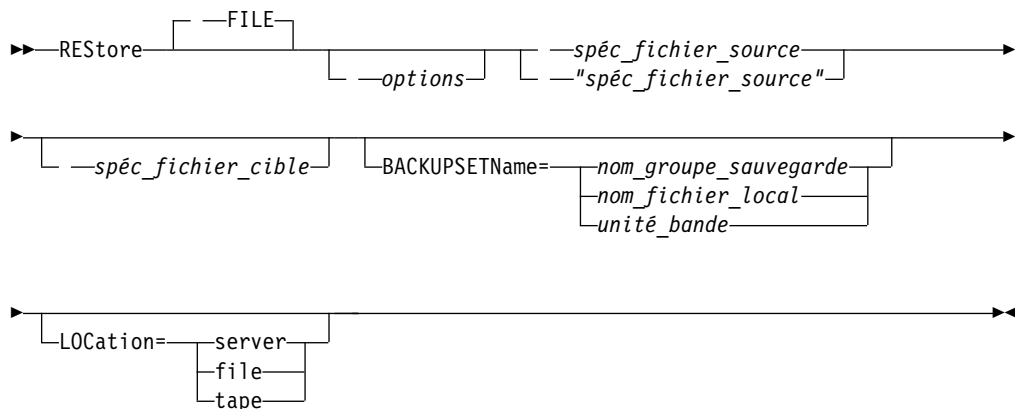 FILE
REStore
options
spéc_fichier_source
"spéc_fichier_source"
spéc_fichier_cible
BACKUPSETName=
nom_groupe_sauvegarde
nom_fichier_local
unité_bande
LOCation=
server
file
tape